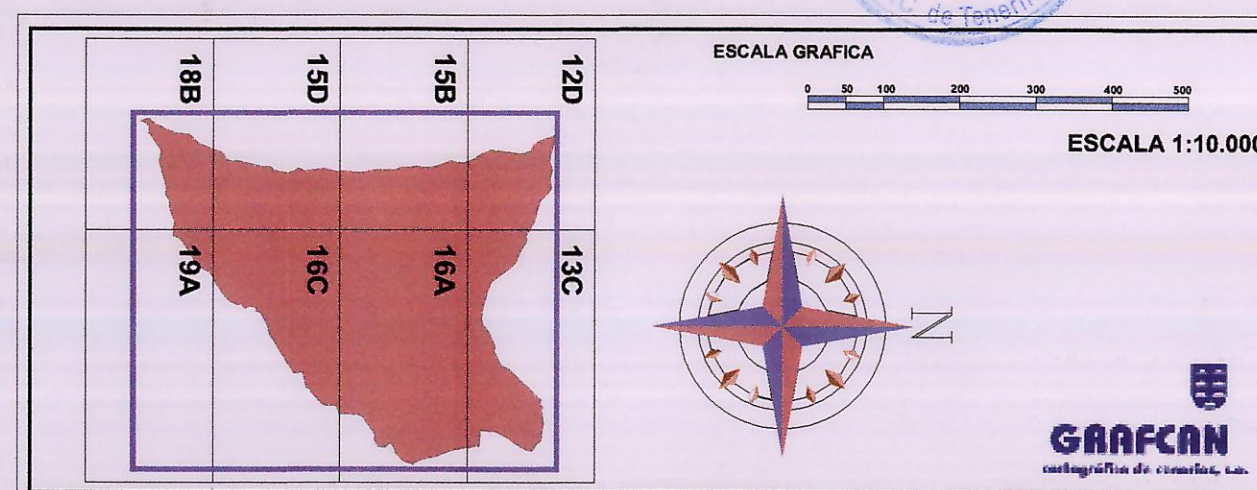 de Tenerif
ESCALA GRAFICA
0 50 100 200 300 400 500
ESCALA 1:10.000
18B 15D 15B 12D
19A 16C 16A 13C
N
GRAFCAN
cartográfica de canarias, s.a.